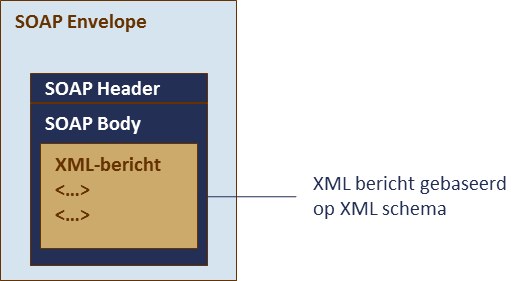 SOAP Envelope
SOAP Header
SOAP Body
XML-bericht
<...>
<...>
XML bericht gebaseerd
op XML schema